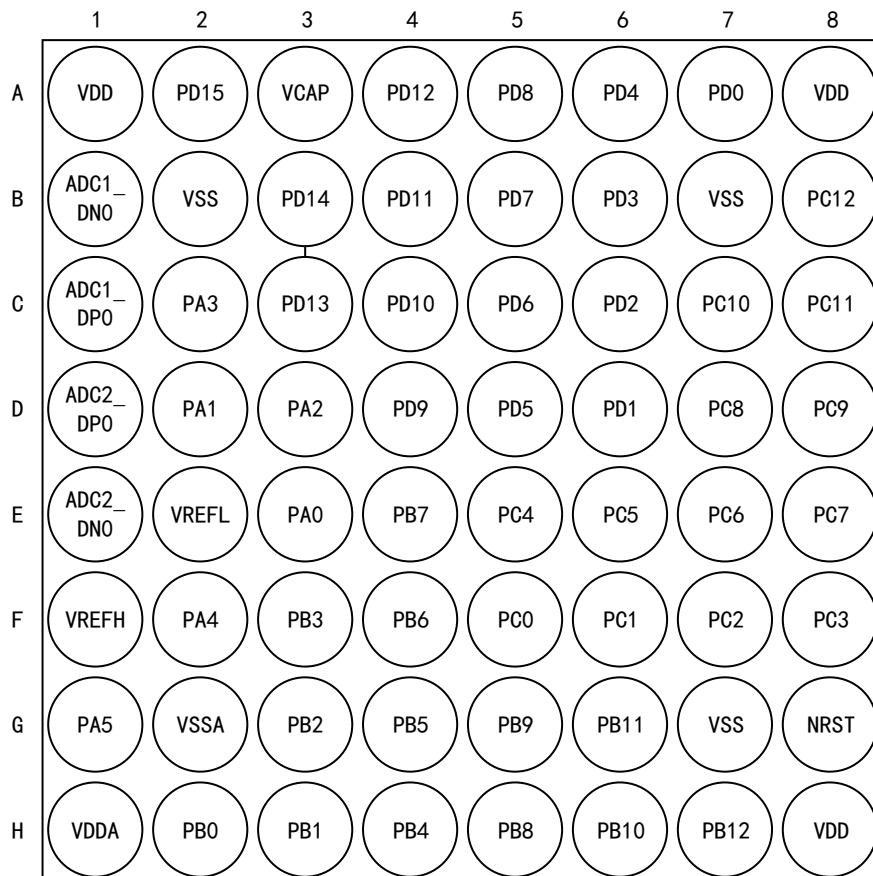 1 2 3 4 5 6 7 8
A VDD PD15 VCAP PD12 PD8 PD4 PD0 VDD
B ADC1_ DN0 VSS PD14 PD11 PD7 PD3 VSS PC12
C ADC1_ DP0 PA3 PD13 PD10 PD6 PD2 PC10 PC11
D ADC2_ DP0 PA1 PA2 PD9 PD5 PD1 PC8 PC9
E ADC2_ DN0 VREFL PA0 PB7 PC4 PC5 PC6 PC7
F VREFH PA4 PB3 PB6 PC0 PC1 PC2 PC3
G PA5 VSSA PB2 PB5 PB9 PB11 VSS NRST
H VDDA PB0 PB1 PB4 PB8 PB10 PB12 VDD